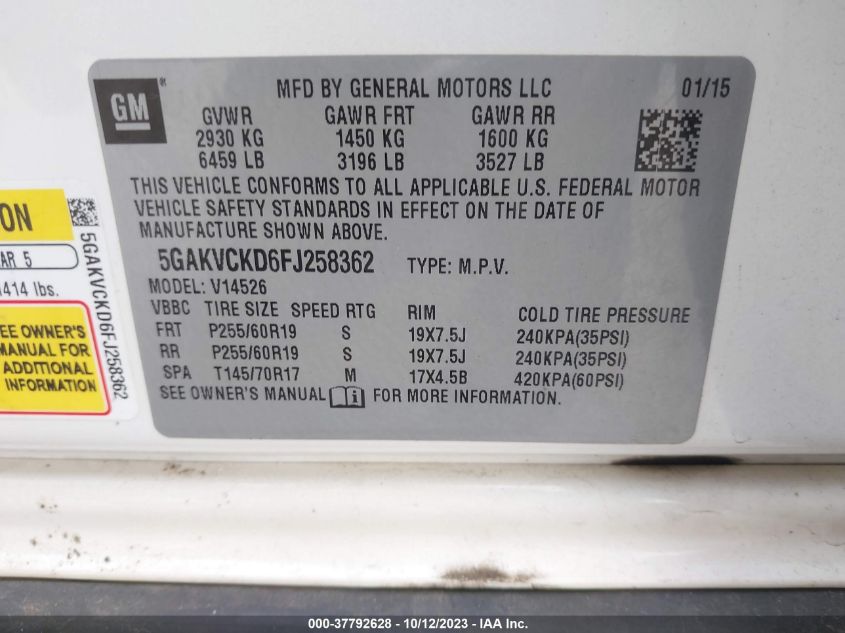 GM
MFD BY GENERAL MOTORS LLC 01/15
GVWR GAWR FRT GAWR RR
2930 KG 1450 KG 1600 KG
6459 LB 3196 LB 3527 LB
THIS VEHICLE CONFORMS TO ALL APPLICABLE U.S. FEDERAL MOTOR
VEHICLE SAFETY STANDARDS IN EFFECT ON THE DATE OF
MANUFACTURE SHOWN ABOVE.
5GAKVCKD6FJ258362 TYPE: M.P.V.
MODEL: V14526
VBBC TIRE SIZE SPEED RTG RIM COLD TIRE PRESSURE
FRT P255/60R19 S 19X7.5J 240KPA(35PSI)
RR P255/60R19 S 19X7.5J 240KPA(35PSI)
SPA T145/70R17 M 17X4.5B 420KPA(60PSI)
SEE OWNER'S MANUAL FOR MORE INFORMATION.
ON
AR 5
1414 lbs.
EE OWNER'S
MANUAL FOR
ADDITIONAL
INFORMATION
5GAKVCKD6FJ258362
000-37792628 - 10/12/2023 - IAA Inc.